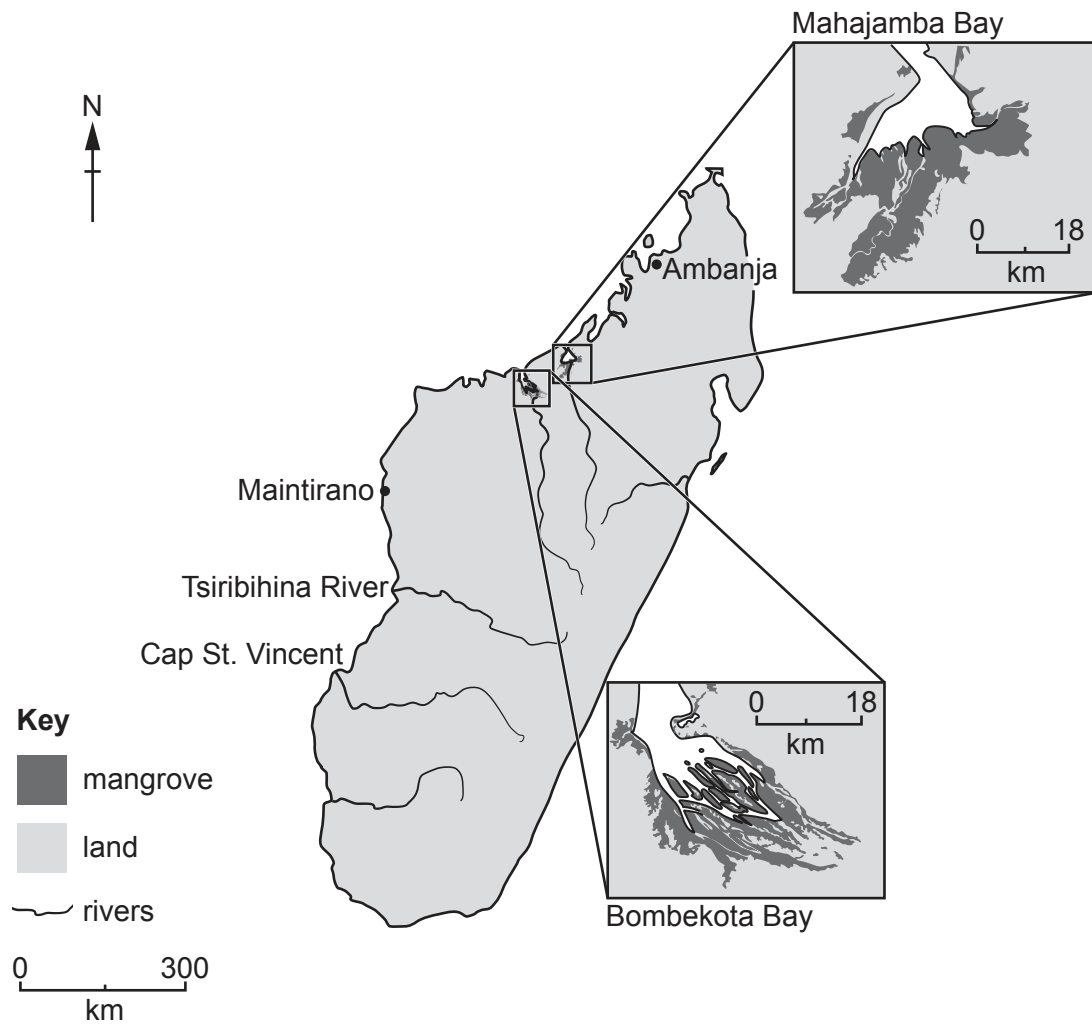 Mahajamba Bay
N
0 18
km
Ambanja
Maintirano
Tsiribihina River
Cap St. Vincent
0 18
km
Key
mangrove
land
rivers
Bombekota Bay
0 300
km